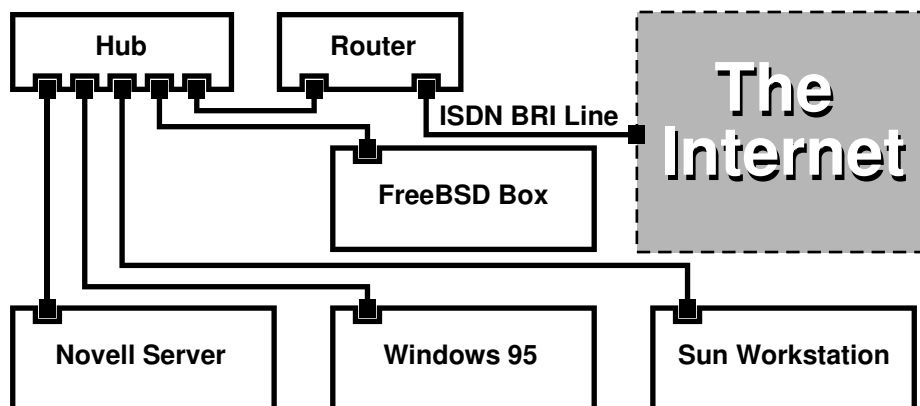 Hub
Router
ISDN BRI Line
The
Internet
FreeBSD Box
Novell Server
Windows 95
Sun Workstation